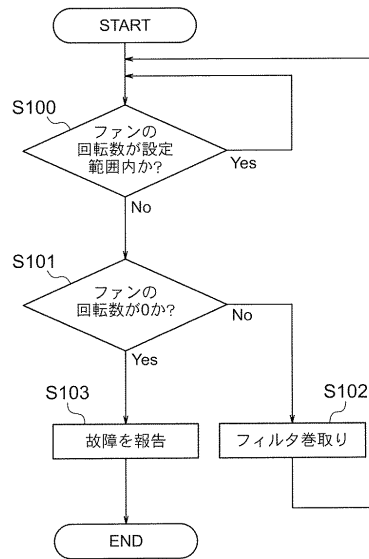 START
S100
ファンの
回転数が設定
範囲内か?
Yes
No
S101
ファンの
回転数が0か?
No
Yes
S103
S102
故障を報告
フィルタ巻取り
END